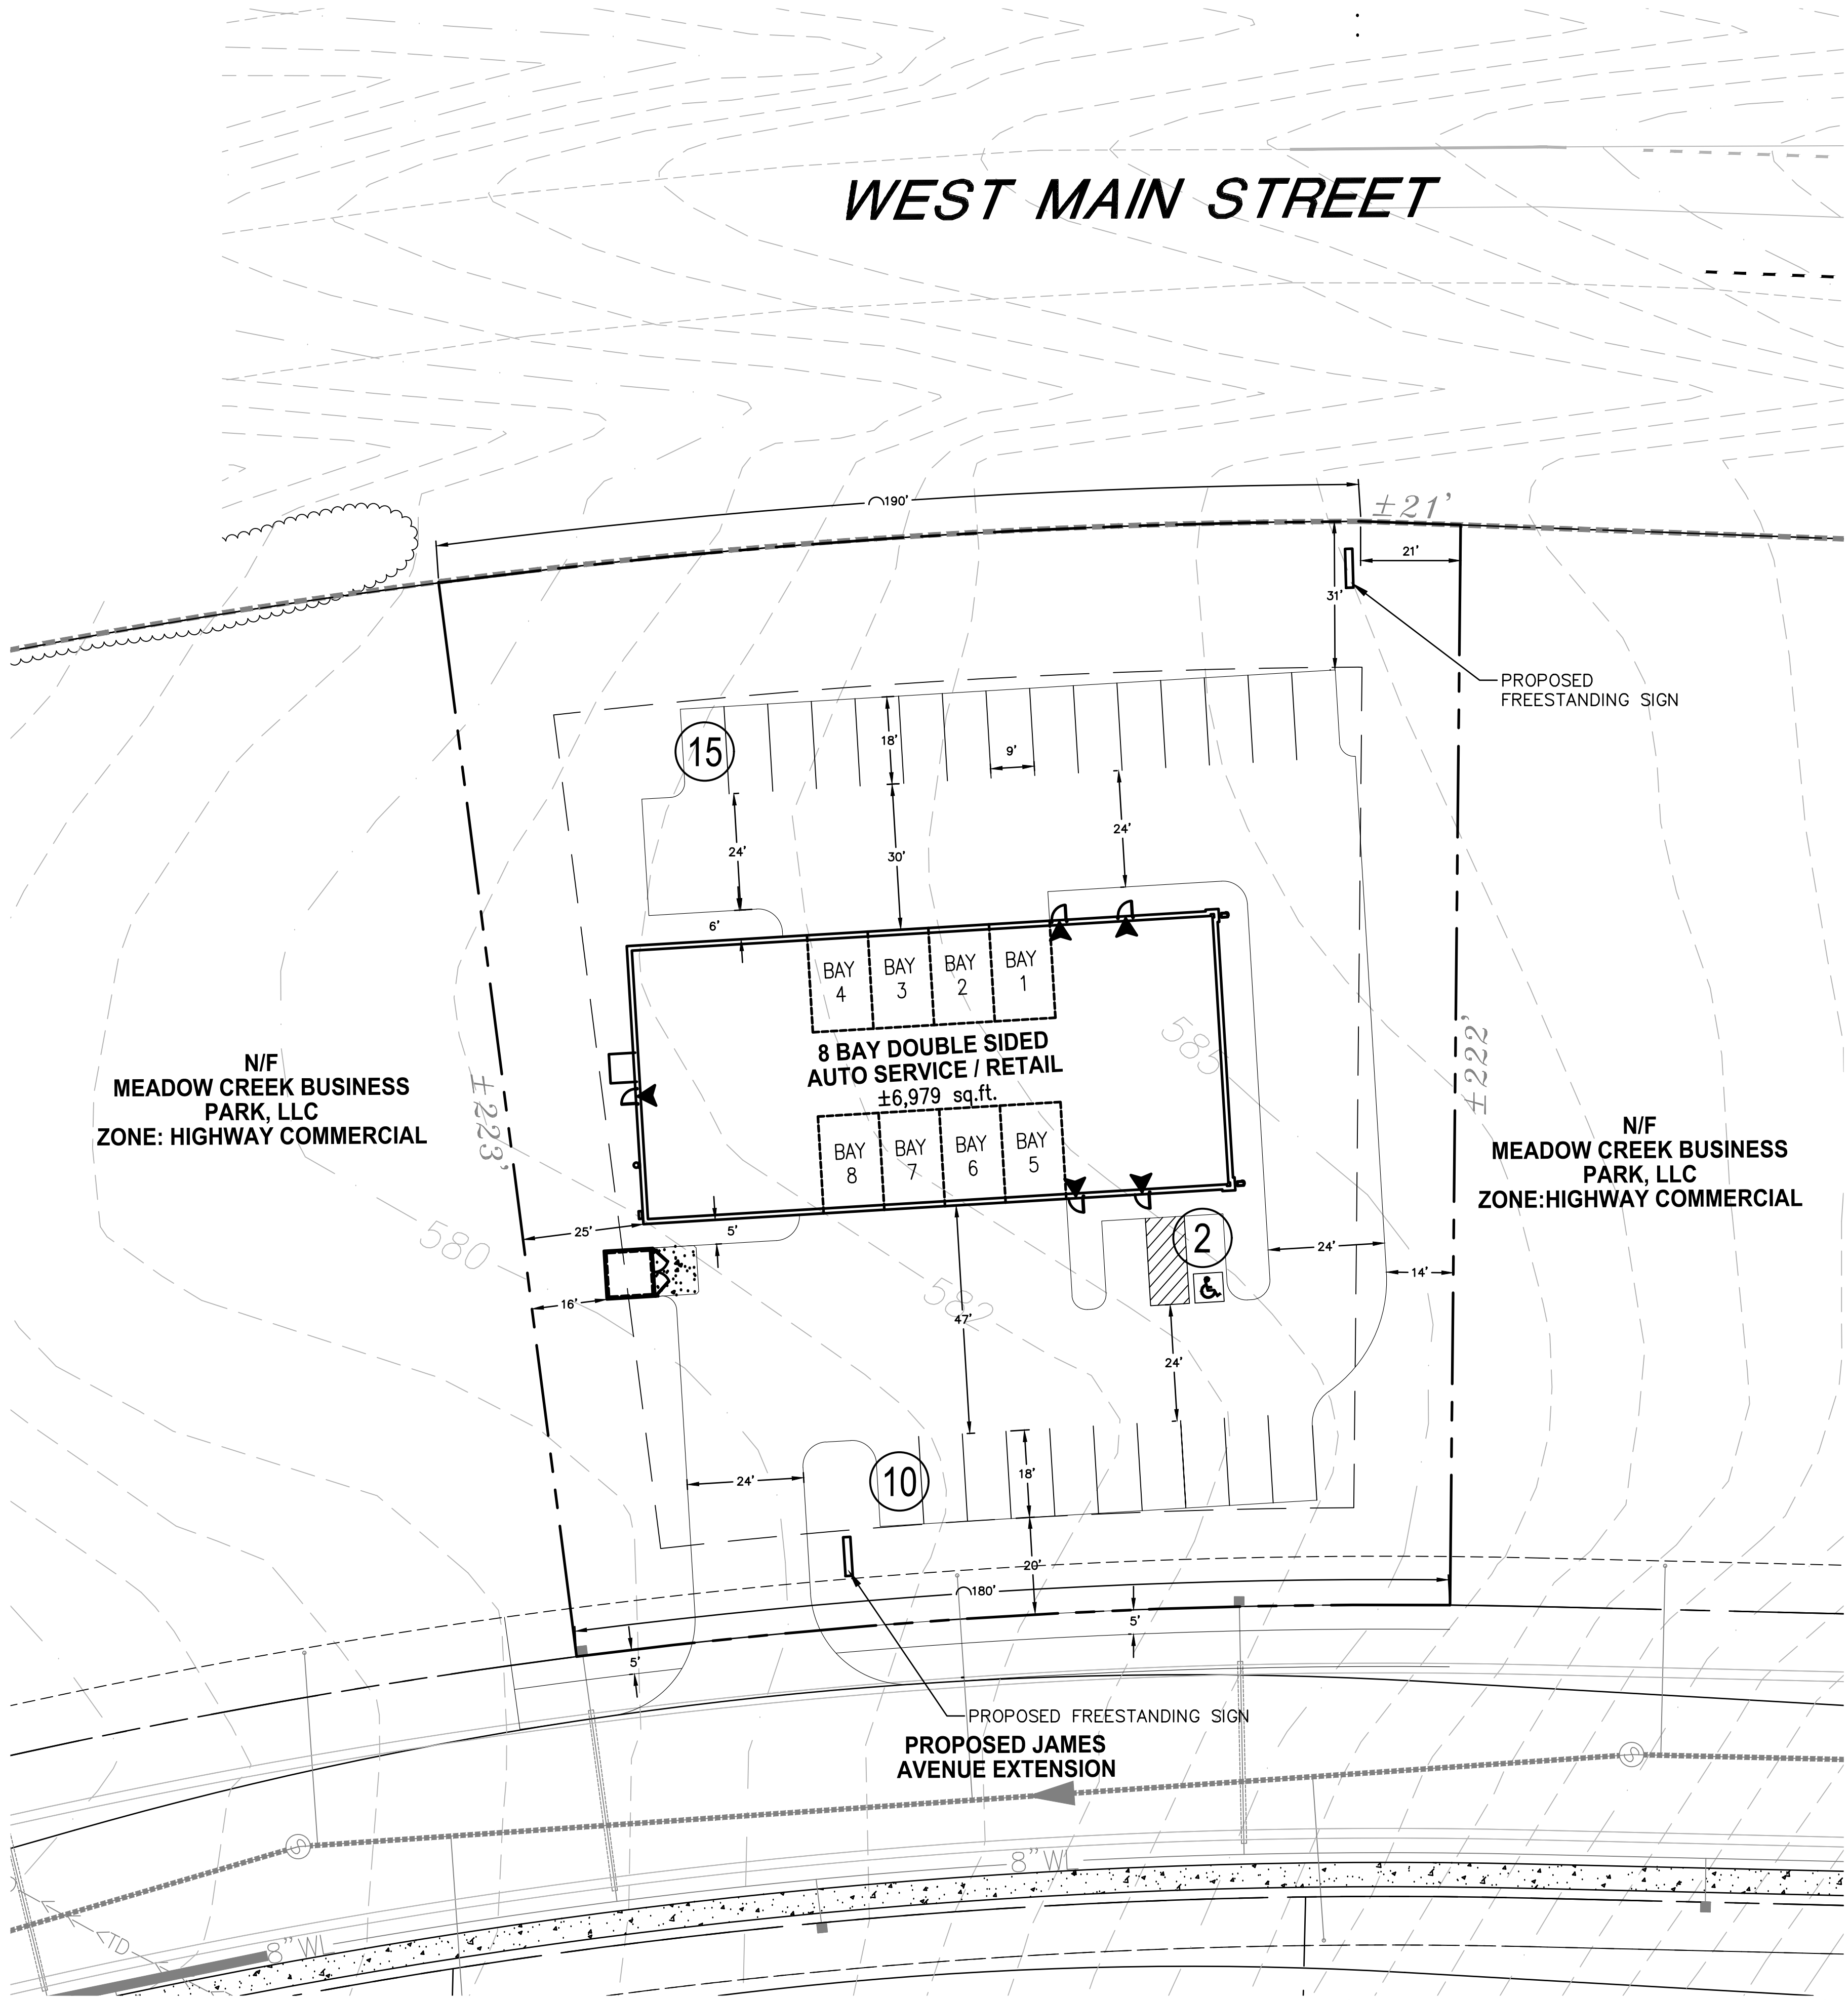 WEST MAIN STREET
190'
±21'
21'
31'
PROPOSED
FREESTANDING SIGN
15
18'
9'
24'
30'
24'
6'
BAY
4
BAY
3
BAY
2
BAY
1
8 BAY DOUBLE SIDED
AUTO SERVICE / RETAIL
±6,979 sq.ft.
BAY
8
BAY
7
BAY
6
BAY
5
585
±222'
±223'
N/F
MEADOW CREEK BUSINESS
PARK, LLC
ZONE: HIGHWAY COMMERCIAL
N/F
MEADOW CREEK BUSINESS
PARK, LLC
ZONE:HIGHWAY COMMERCIAL
580
25'
5'
2
24'
14'
16'
582
47'
24'
24'
10
18'
20'
180'
5'
5'
PROPOSED FREESTANDING SIGN
PROPOSED JAMES
AVENUE EXTENSION
S
S
8" WL
8" WL
TD